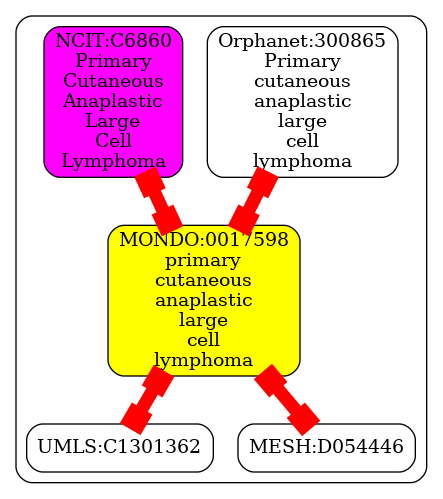 NCIT:C6860
Primary
Cutaneous
Anaplastic
Large
Cell
Lymphoma
Orphanet:300865
Primary
cutaneous
anaplastic
large
cell
lymphoma
MONDO:0017598
primary
cutaneous
anaplastic
large
cell
lymphoma
UMLS:C1301362
MESH:D054446